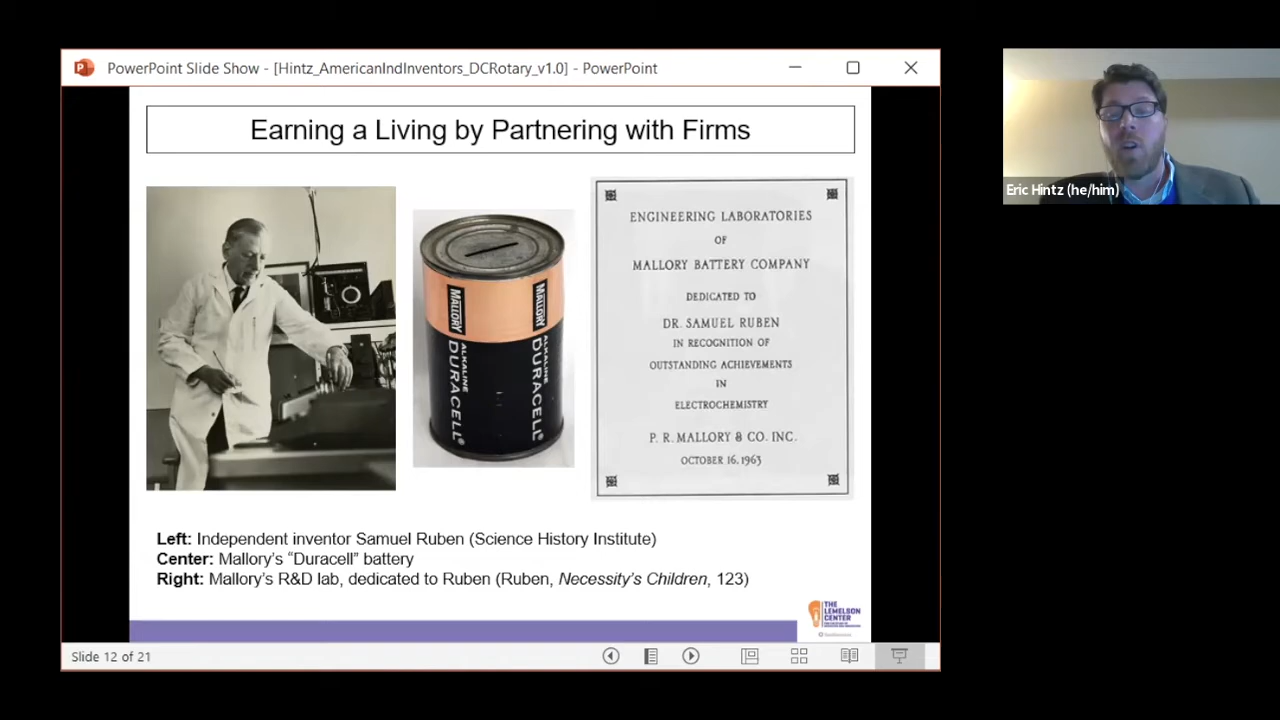 PowerPoint Slide Show - [Hintz_AmericanIndInventors_DCRotary_v1.0] - PowerPoint
Earning a Living by Partnering with Firms
MALLORY
ALKALINE
DURACELL®
MALLORY
ALKALINE
DURACELL®
ENGINEERING LABORATORIES
OF
MALLORY BATTERY COMPANY
DEDICATED TO
DR. SAMUEL RUBEN
IN RECOGNITION OF
OUTSTANDING ACHIEVEMENTS
IN
ELECTROCHEMISTRY
P. R. MALLORY & CO. INC.
OCTOBER 16, 1963
Left: Independent inventor Samuel Ruben (Science History Institute)
Center: Mallory’s “Duracell” battery
Right: Mallory’s R&D lab, dedicated to Ruben (Ruben, Necessity’s Children, 123)
THE
LEMELSON
CENTER
Slide 12 of 21
Eric Hintz (he/him)